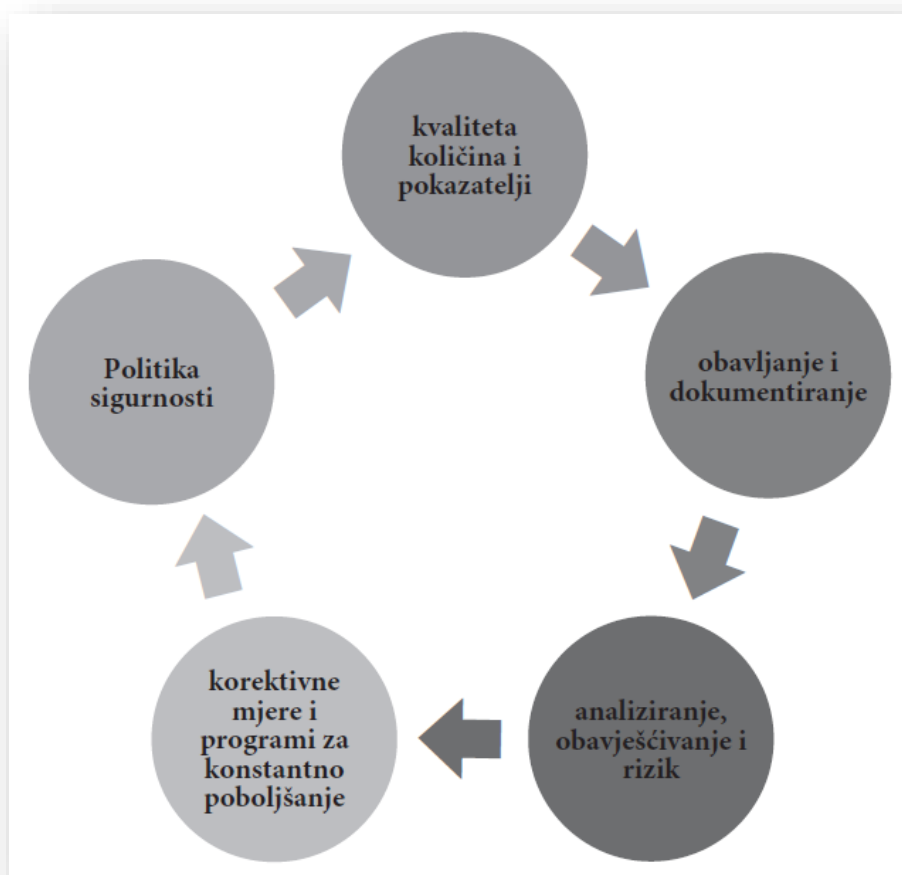 kvaliteta
količina i
pokazatelji
obavljanje i
dokumentiranje
analiziranje,
obavješćivanje i
rizik
korektivne
mjere i
programi za
konstantno
poboljšanje
Politika
sigurnosti